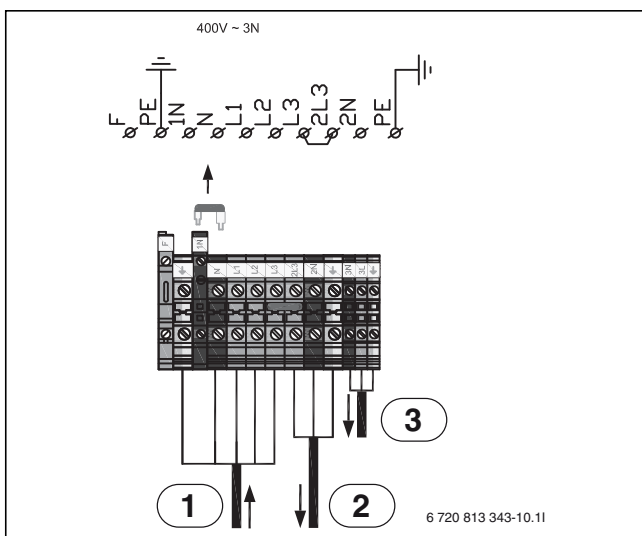 400V ~ 3N
F PE 1N N L1 L2 L3 2L3 2N PE
F 1N N L1 L2 L3 2L3 2N 3N 3L
1 2 3
6 720 813 343-10.1I